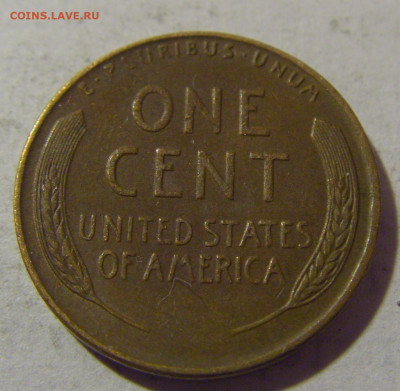 COINS.LAVE.RU
E·PLURIBUS·UNUM
ONE
CENT
UNITED STATES
OF AMERICA